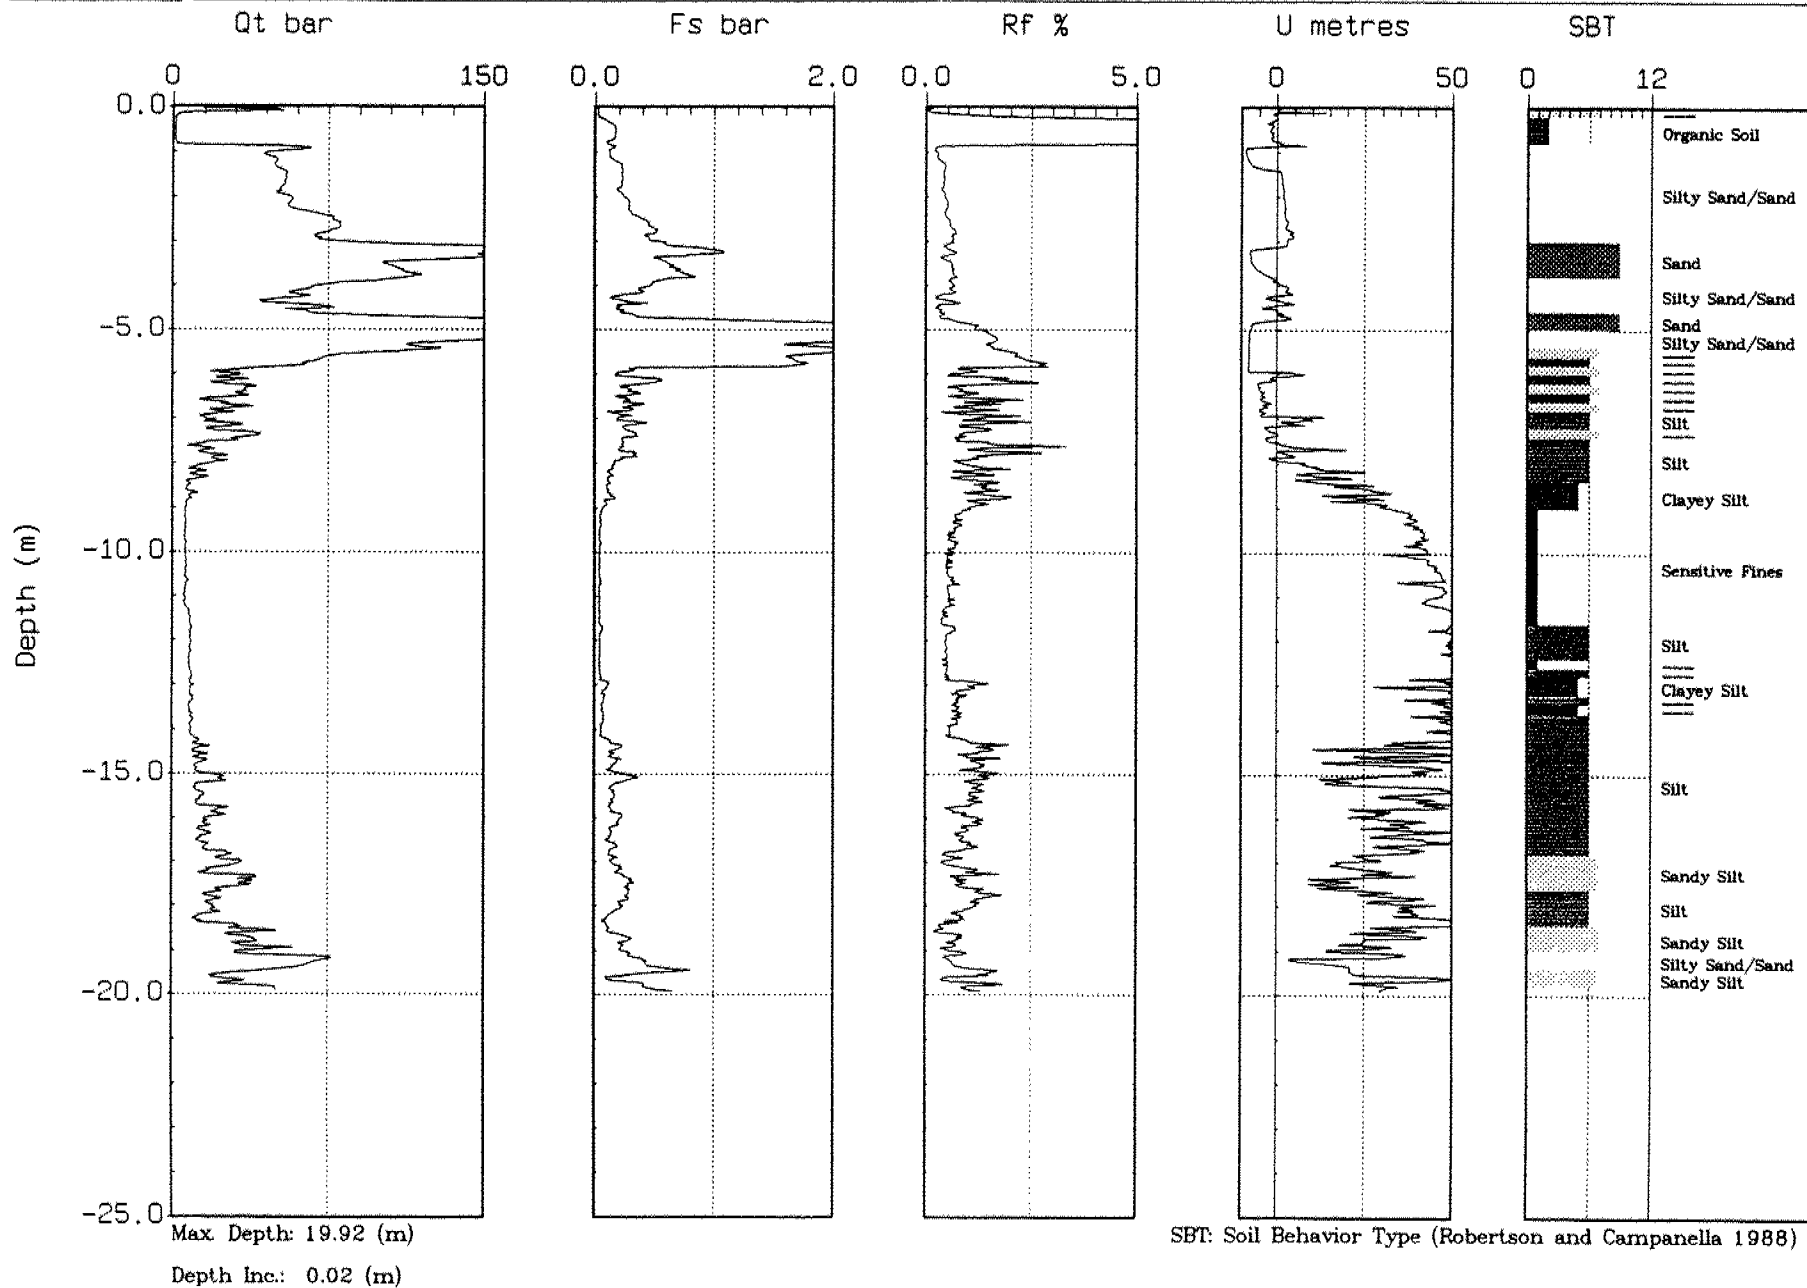 Qt bar Fs bar Rf % U metres SBT
0 150 0.0 2.0 0.0 5.0 0 50 0 12
0.0
Organic Soil
Silty Sand/Sand
Sand
Silty Sand/Sand
-5.0
Sand
Silty Sand/Sand
Silt
Silt
Clayey Silt
-10.0
Sensitive Fines
Depth (m)
Silt
Clayey Silt
-15.0
Silt
Sandy Silt
Silt
Sandy Silt
Silty Sand/Sand
Sandy Silt
-20.0
-25.0
Max. Depth: 19.92 (m)
SBT: Soil Behavior Type (Robertson and Campanella 1988)
Depth Inc.: 0.02 (m)